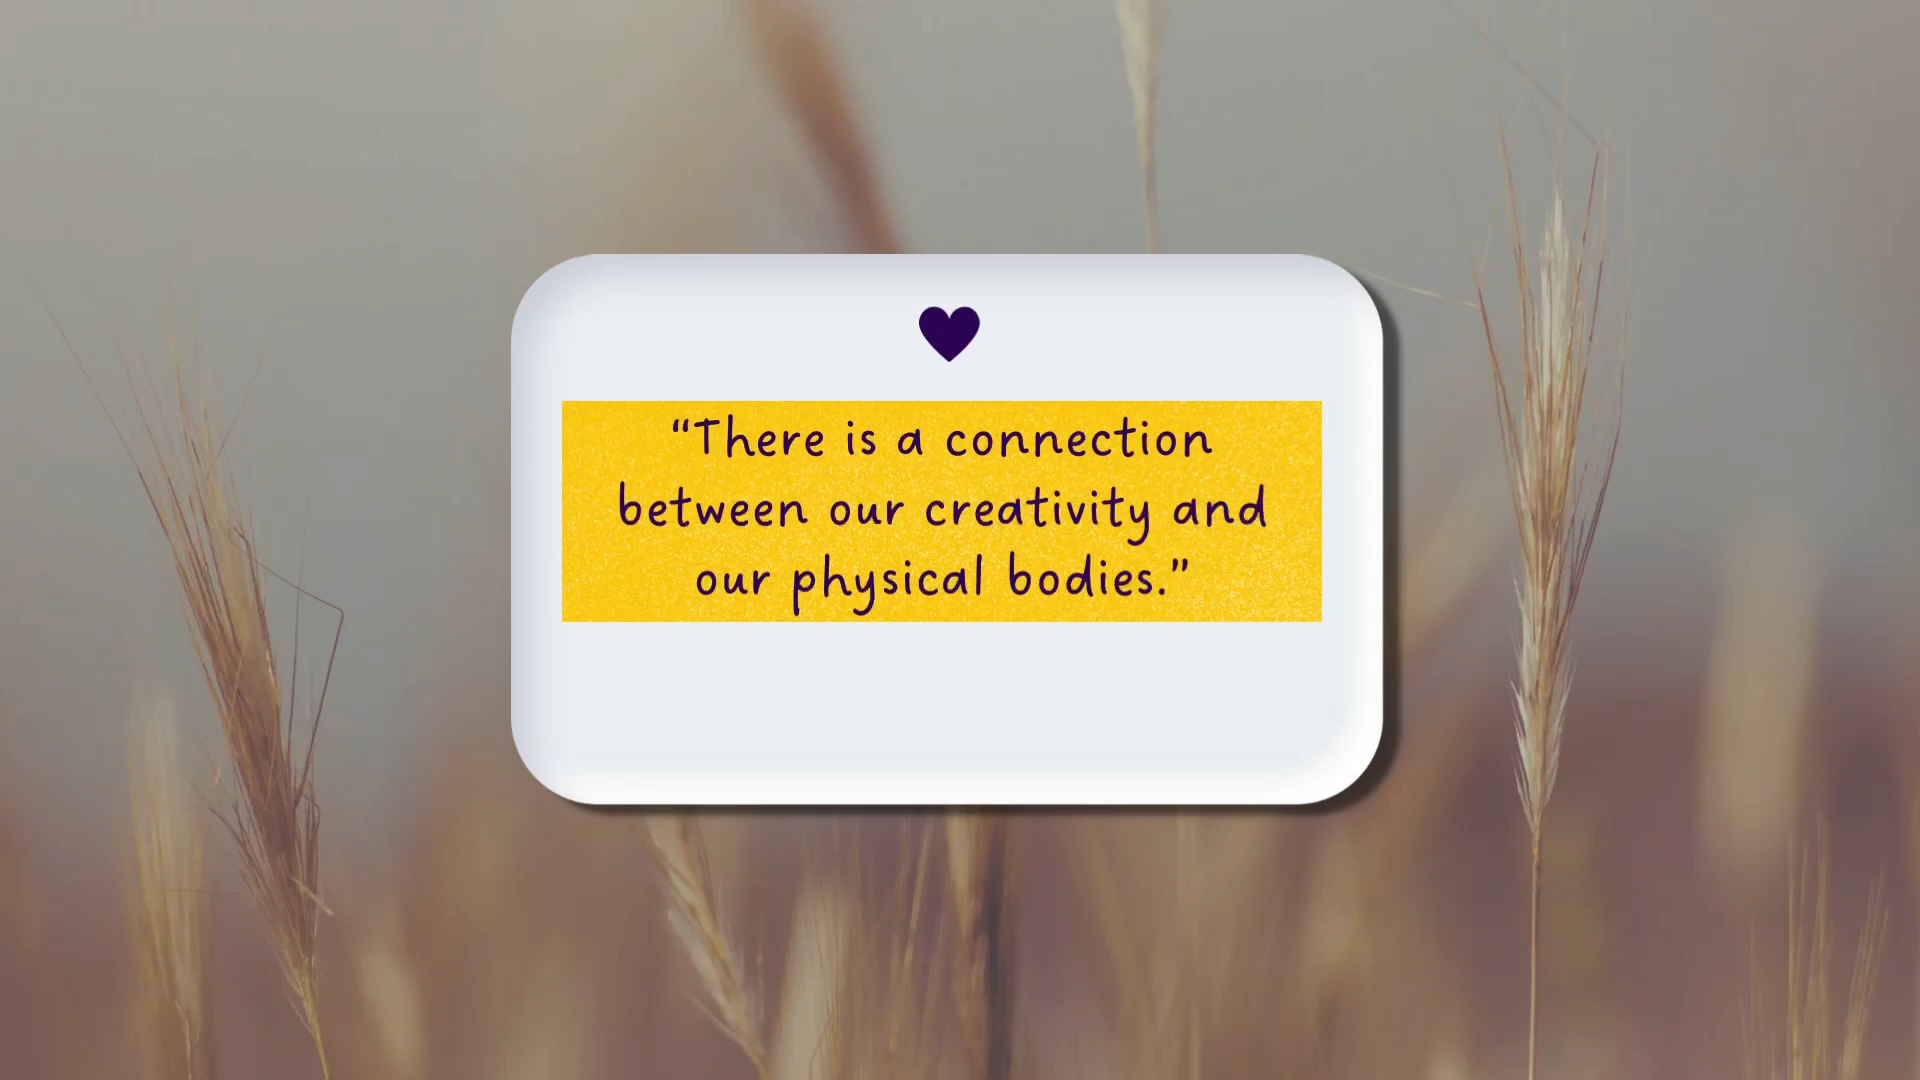 “There is a connection
between our creativity and
our physical bodies.”